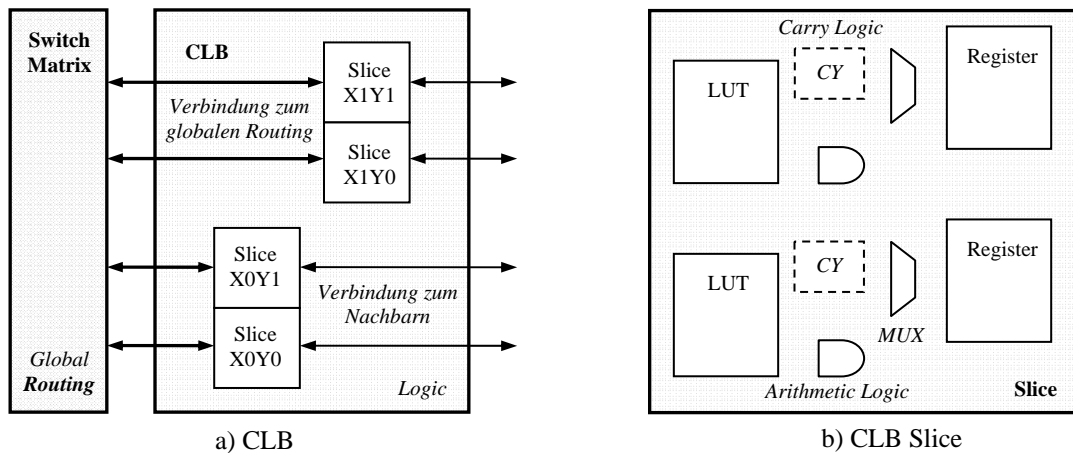 Switch
Matrix
CLB
Slice
X1Y1
Verbindung zum
globalen Routing
Slice
X1Y0
Slice
X0Y1
Verbindung zum
Nachbarn
Slice
X0Y0
Global
Routing
Logic
a) CLB
Carry Logic
CY
LUT
Register
CY
LUT
Register
MUX
Arithmetic Logic
Slice
b) CLB Slice